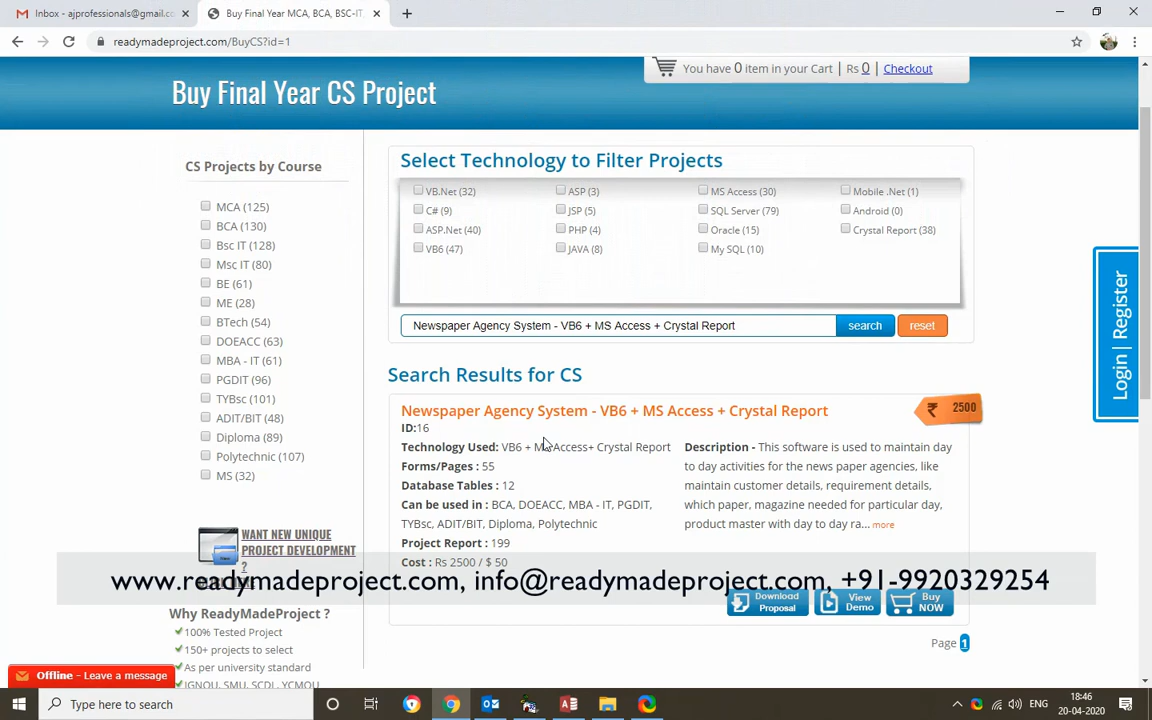 Inbox - ajprofessionals@gmail.co
Buy Final Year MCA, BCA, BSC-IT,
readymadeproject.com/BuyCS?id=1
You have 0 item in your Cart | Rs 0 | Checkout
Buy Final Year CS Project
CS Projects by Course
MCA (125)
BCA (130)
Bsc IT (128)
Msc IT (80)
BE (61)
ME (28)
BTech (54)
DOEACC (63)
MBA - IT (61)
PGDIT (96)
TYBsc (101)
ADIT/BIT (48)
Diploma (89)
Polytechnic (107)
MS (32)
WANT NEW UNIQUE
PROJECT DEVELOPMENT
?
Why ReadyMadeProject ?
100% Tested Project
150+ projects to select
As per university standard
IGNOU, SMU, SCDL, YCMOU
Select Technology to Filter Projects
VB.Net (32)
ASP (3)
MS Access (30)
Mobile .Net (1)
C# (9)
JSP (5)
SQL Server (79)
Android (0)
ASP.Net (40)
PHP (4)
Oracle (15)
Crystal Report (38)
VB6 (47)
JAVA (8)
My SQL (10)
Newspaper Agency System - VB6 + MS Access + Crystal Report
search
reset
Search Results for CS
Newspaper Agency System - VB6 + MS Access + Crystal Report
₹ 2500
ID:16
Technology Used: VB6 + MS Access+ Crystal Report
Forms/Pages : 55
Database Tables : 12
Can be used in : BCA, DOEACC, MBA - IT, PGDIT,
TYBsc, ADIT/BIT, Diploma, Polytechnic
Project Report : 199
Cost : Rs 2500 / $ 50
Description - This software is used to maintain day
to day activities for the news paper agencies, like
maintain customer details, requirement details,
which paper, magazine needed for particular day,
product master with day to day ra... more
www.readymadeproject.com, info@readymadeproject.com, +91-9920329254
Download
Proposal
View
Demo
Buy
NOW
Page 1
Login | Register
Offline - Leave a message
Type here to search
ENG
18:46
20-04-2020